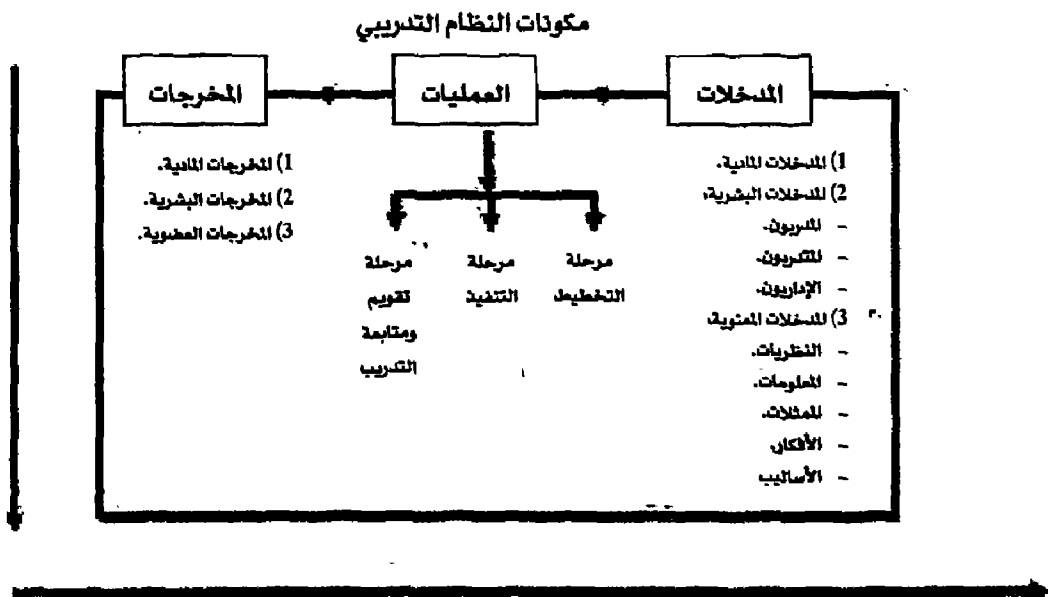 مكونات النظام التدريبي
المدخلات
العمليات
المخرجات
1) المدخلات المادية.
2) المدخلات البشرية،
- المدربون.
- المتدربون.
- الإداريون.
3) المدخلات المعنوية،
- النظريات.
- المعلومات.
- الأفكار،
- الأساليب
مرحلة
التخطيط
مرحلة
التنفيذ
مرحلة
تقويم
ومتابعة
التدريب
1) المخرجات المادية.
2) المخرجات البشرية.
3) المخرجات العضوية.